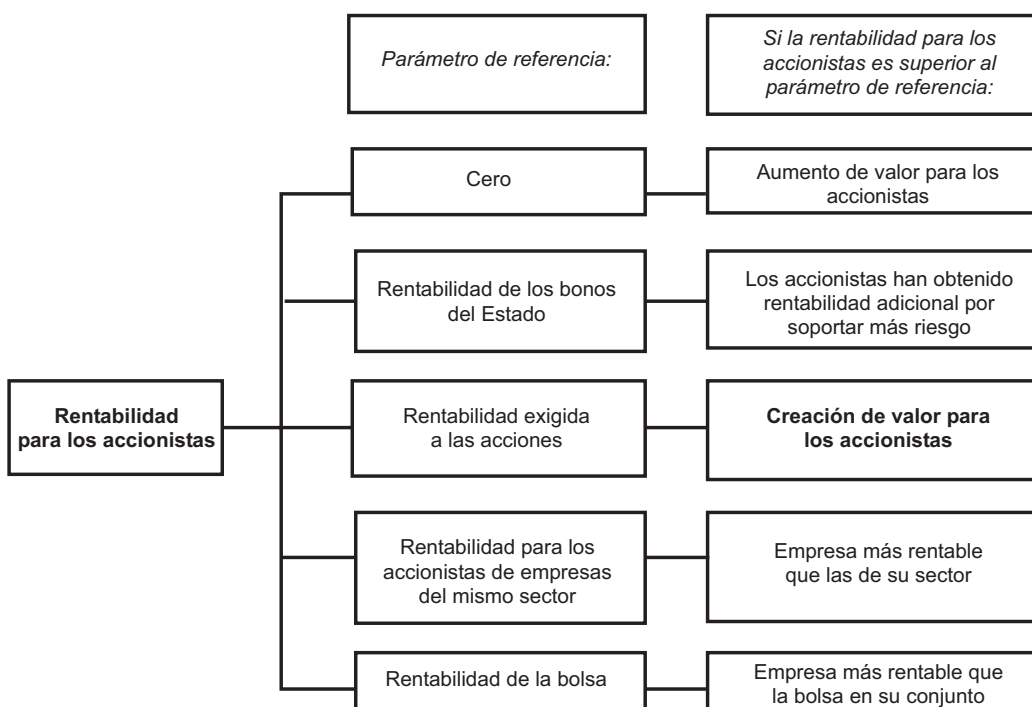 Parámetro de referencia:
Si la rentabilidad para los
accionistas es superior al
parámetro de referencia:
Cero
Aumento de valor para los
accionistas
Rentabilidad de los bonos
del Estado
Los accionistas han obtenido
rentabilidad adicional por
soportar más riesgo
Rentabilidad
para los accionistas
Rentabilidad exigida
a las acciones
Creación de valor para
los accionistas
Rentabilidad para los
accionistas de empresas
del mismo sector
Empresa más rentable
que las de su sector
Rentabilidad de la bolsa
Empresa más rentable que
la bolsa en su conjunto